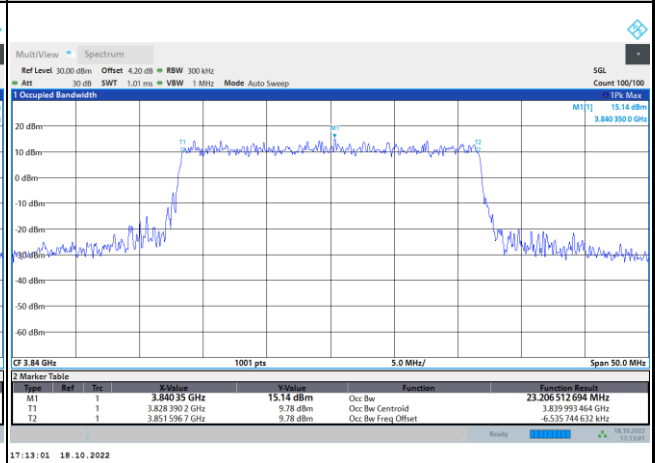 MultiView Spectrum
Ref Level 30.00 dBm Offset 4.20 dB RBW 300 kHz SGL
Att 30 dB SWT 1.01 ms VBW 1 MHz Mode Auto Sweep Count 100/100
1 Occupied Bandwidth 1Pk Max
M1[1] 15.14 dBm
3.840 350 0 GHz
M1
T1 T2
20 dBm
10 dBm
0 dBm
-10 dBm
-20 dBm
-30 dBm
-40 dBm
-50 dBm
-60 dBm
CF 3.84 GHz 1001 pts 5.0 MHz/ Span 50.0 MHz
2 Marker Table
Type Ref Trc X-Value Y-Value Function Function Result
M1 1 3.840 35 GHz 15.14 dBm Occ Bw 23.206 512 694 MHz
T1 1 3.828 390 2 GHz 9.78 dBm Occ Bw Centroid 3.839 993 464 GHz
T2 1 3.851 596 7 GHz 9.78 dBm Occ Bw Freq Offset -6.535 744 632 kHz
Ready 18.10.2022
17:13:01
17:13:01 18.10.2022